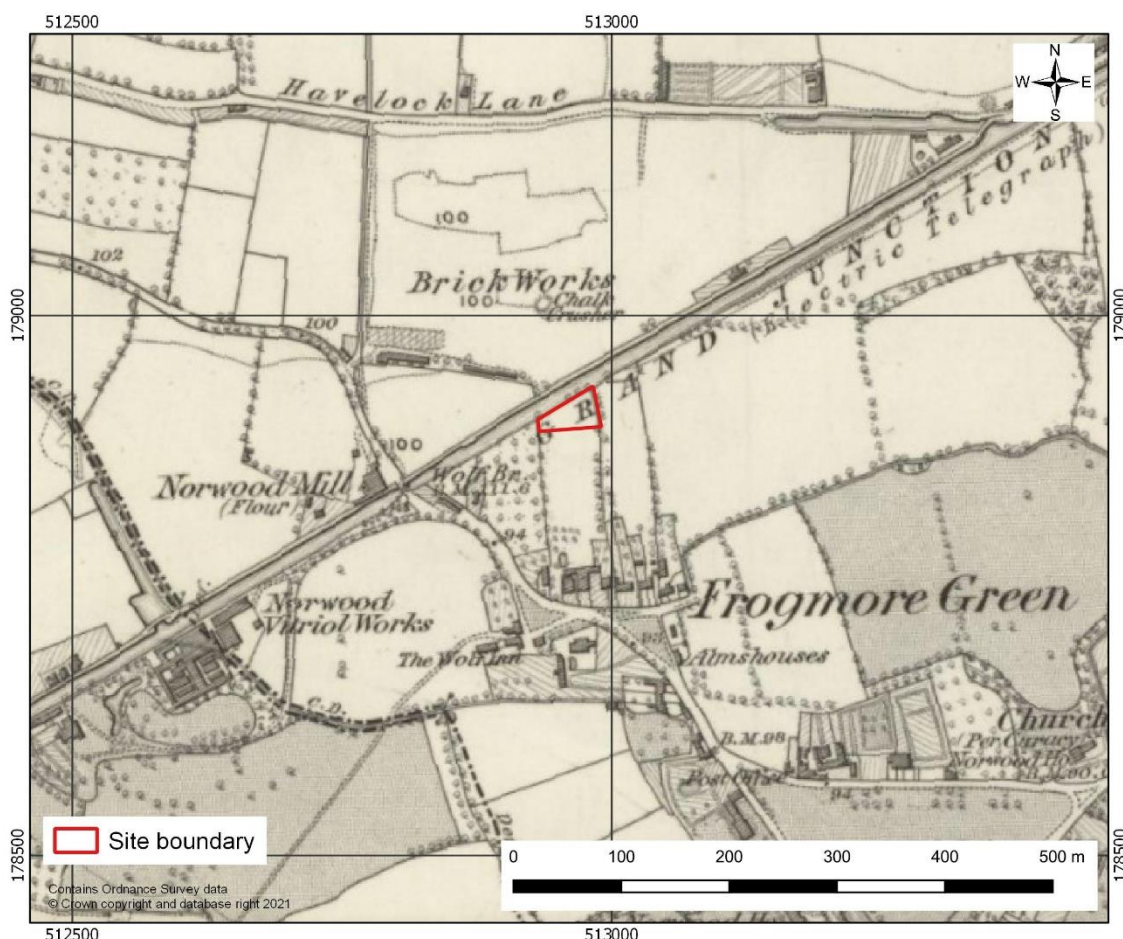 512500
513000
N
W E
S
Havelock Lane
GRAND JUNCTION
(Electric Telegraph)
100
102
Brick Works
100
Chalk
Crusher
179000
179000
100
100
Norwood Mill
(Flour)
Wolf Br.
94
Frogmore Green
Norwood
Vitriol Works
The Wolf Inn
93
Almshouses
C.D.
B.M. 98
Church
(Per. Curacy)
Norwood Ho.
Post Office
94
178500
178500
Site boundary
0 100 200 300 400 500 m
Contains Ordnance Survey data
© Crown copyright and database right 2021
512500
513000